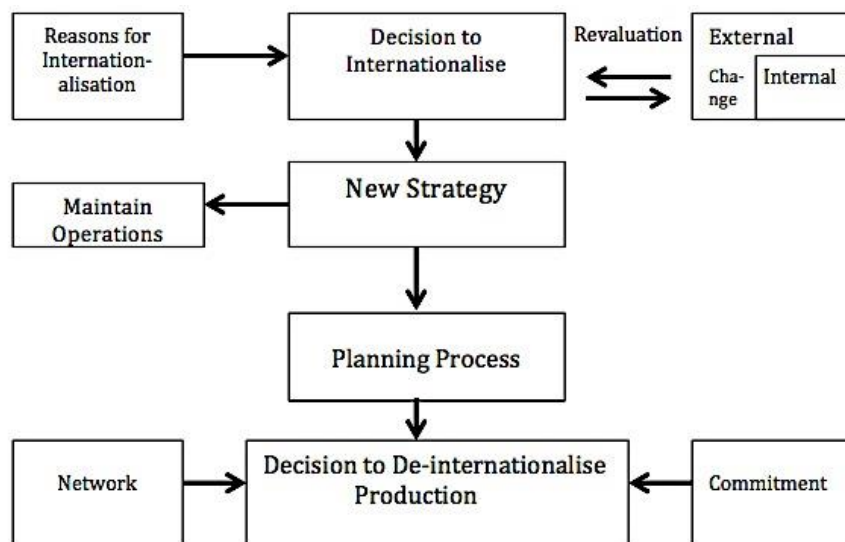 Reasons for
Internation-
alisation
Decision to
Internationalise
Revaluation
External
Cha-
nge
Internal
New Strategy
Maintain
Operations
Planning Process
Network
Decision to De-internationalise
Production
Commitment